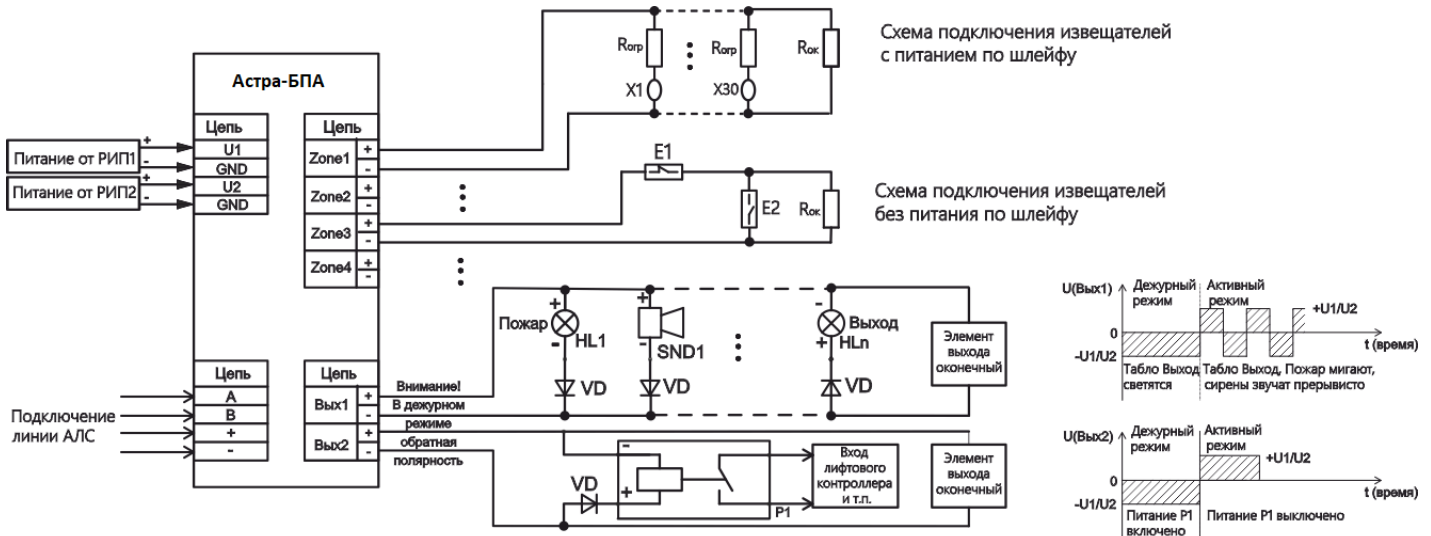 Астра-БПА
Цепь
U1
GND
U2
GND
Питание от РИП1
+
-
Питание от РИП2
+
-
Цепь
Zone1 + -
Zone2 + -
Zone3 + -
Zone4 + -
Rогр
X1
Rогр
X30
Rок
Схема подключения извещателей
с питанием по шлейфу
E1
E2
Rок
Схема подключения извещателей
без питания по шлейфу
Цепь
A
B
+
-
Подключение
линии АЛС
Цепь
Вых1 + -
Вых2 + -
Внимание!
В дежурном
режиме
обратная
полярность
Пожар
+
-
HL1
VD
+
-
SND1
VD
-
Выход
+
HLn
VD
Элемент
выхода
оконечный
VD
-
+
P1
Вход
лифтового
контроллера
и т.п.
Элемент
выхода
оконечный
U(Вых1)
Дежурный
режим
Активный
режим
+U1/U2
0
t (время)
-U1/U2
Табло Выход
светятся
Табло Выход, Пожар мигают,
сирены звучат прерывисто
U(Вых2)
Дежурный
режим
Активный
режим
+U1/U2
0
t (время)
-U1/U2
Питание Р1
включено
Питание Р1 выключено